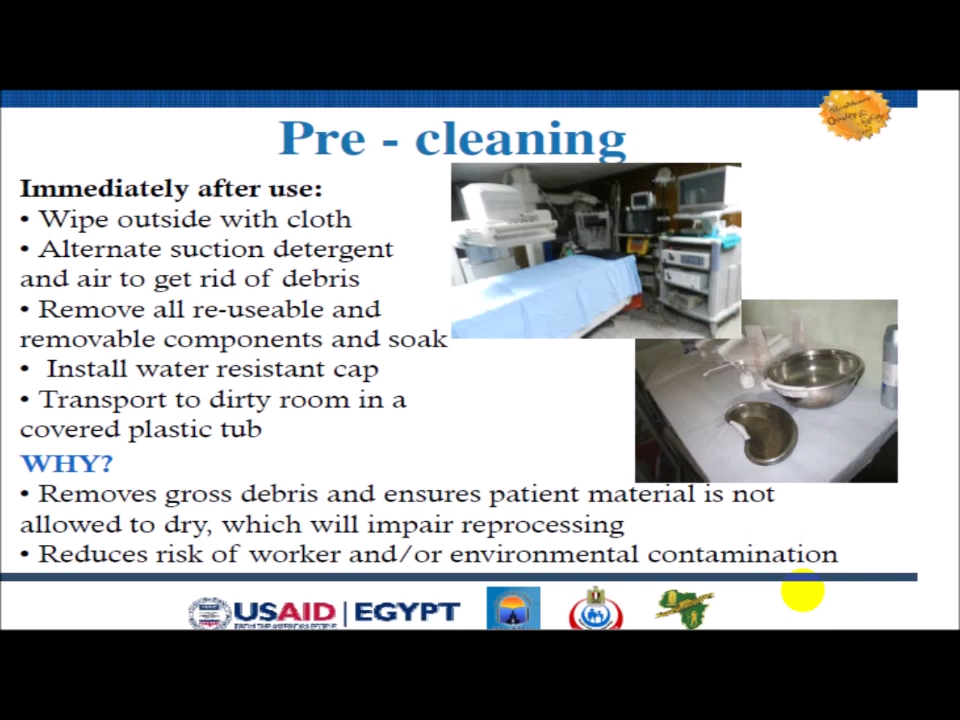 Pre - cleaning
Immediately after use:
• Wipe outside with cloth
• Alternate suction detergent
and air to get rid of debris
• Remove all re-useable and
removable components and soak
• Install water resistant cap
• Transport to dirty room in a
covered plastic tub
WHY?
• Removes gross debris and ensures patient material is not
allowed to dry, which will impair reprocessing
• Reduces risk of worker and/or environmental contamination
USAID | EGYPT